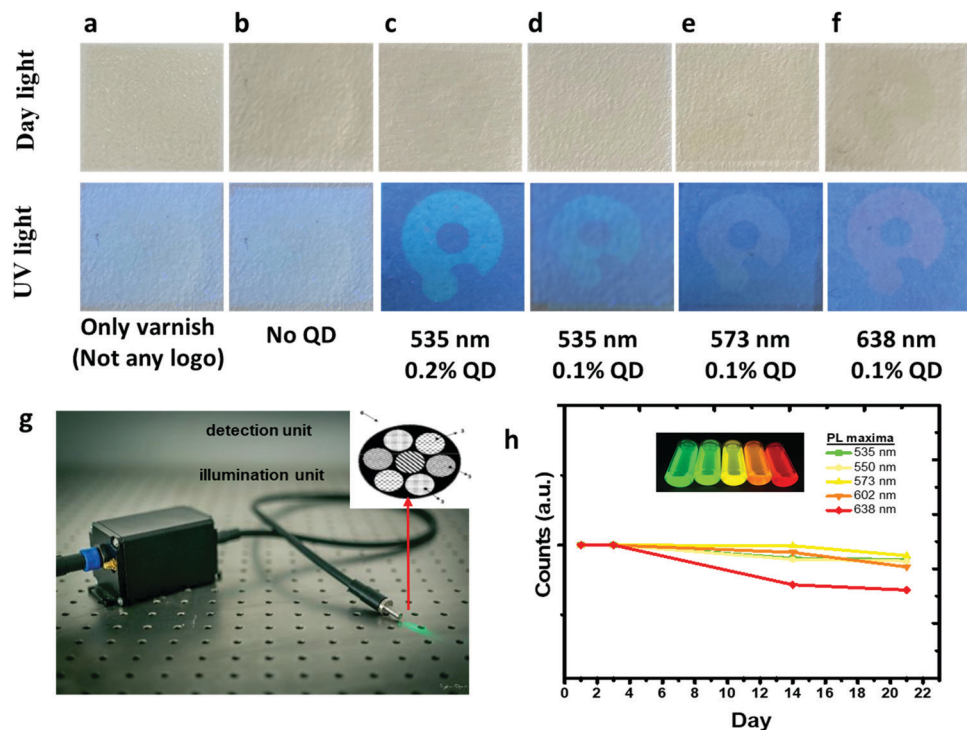 a b c d e f
Day light
UV light
Only varnish
(Not any logo)
No QD
535 nm
0.2% QD
535 nm
0.1% QD
573 nm
0.1% QD
638 nm
0.1% QD
g
detection unit
illumination unit
h
PL maxima
535 nm
550 nm
573 nm
602 nm
638 nm
Counts (a.u.)
0 2 4 6 8 10 12 14 16 18 20 22
Day